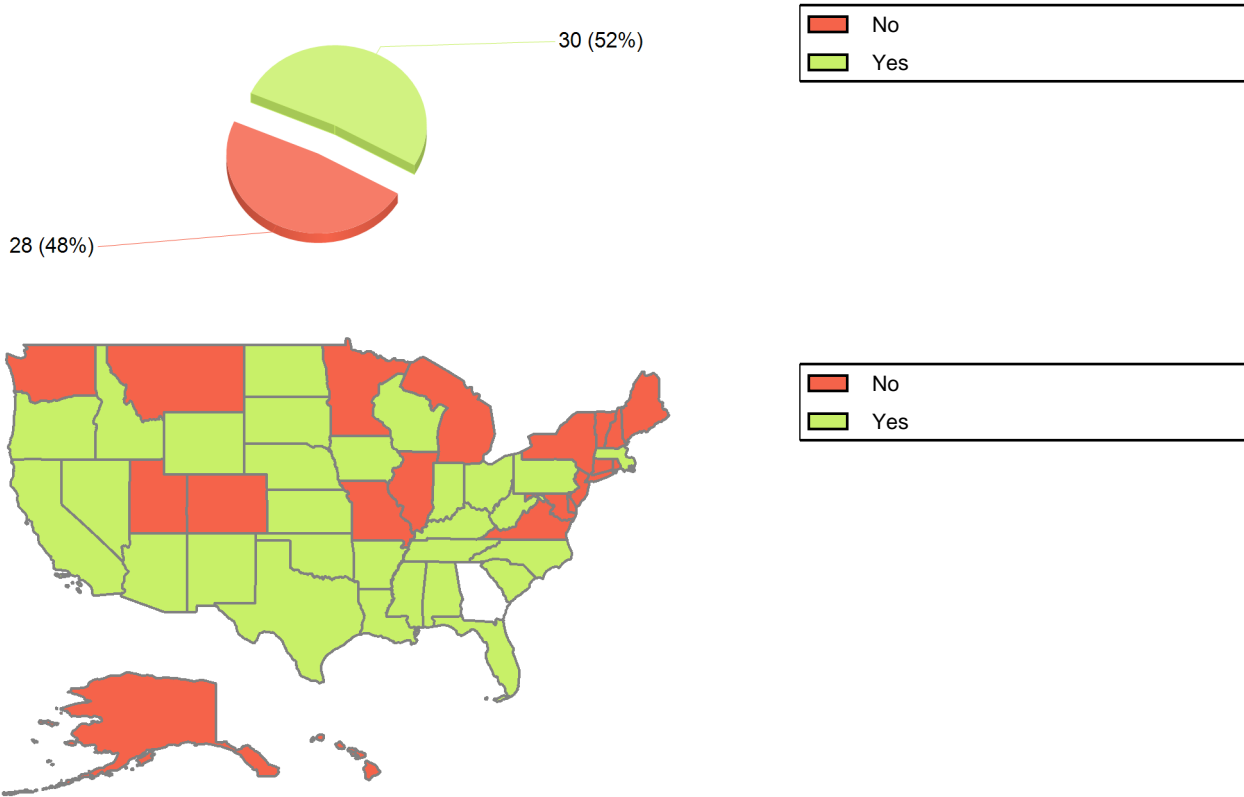 30 (52%)
No
Yes
28 (48%)
No
Yes